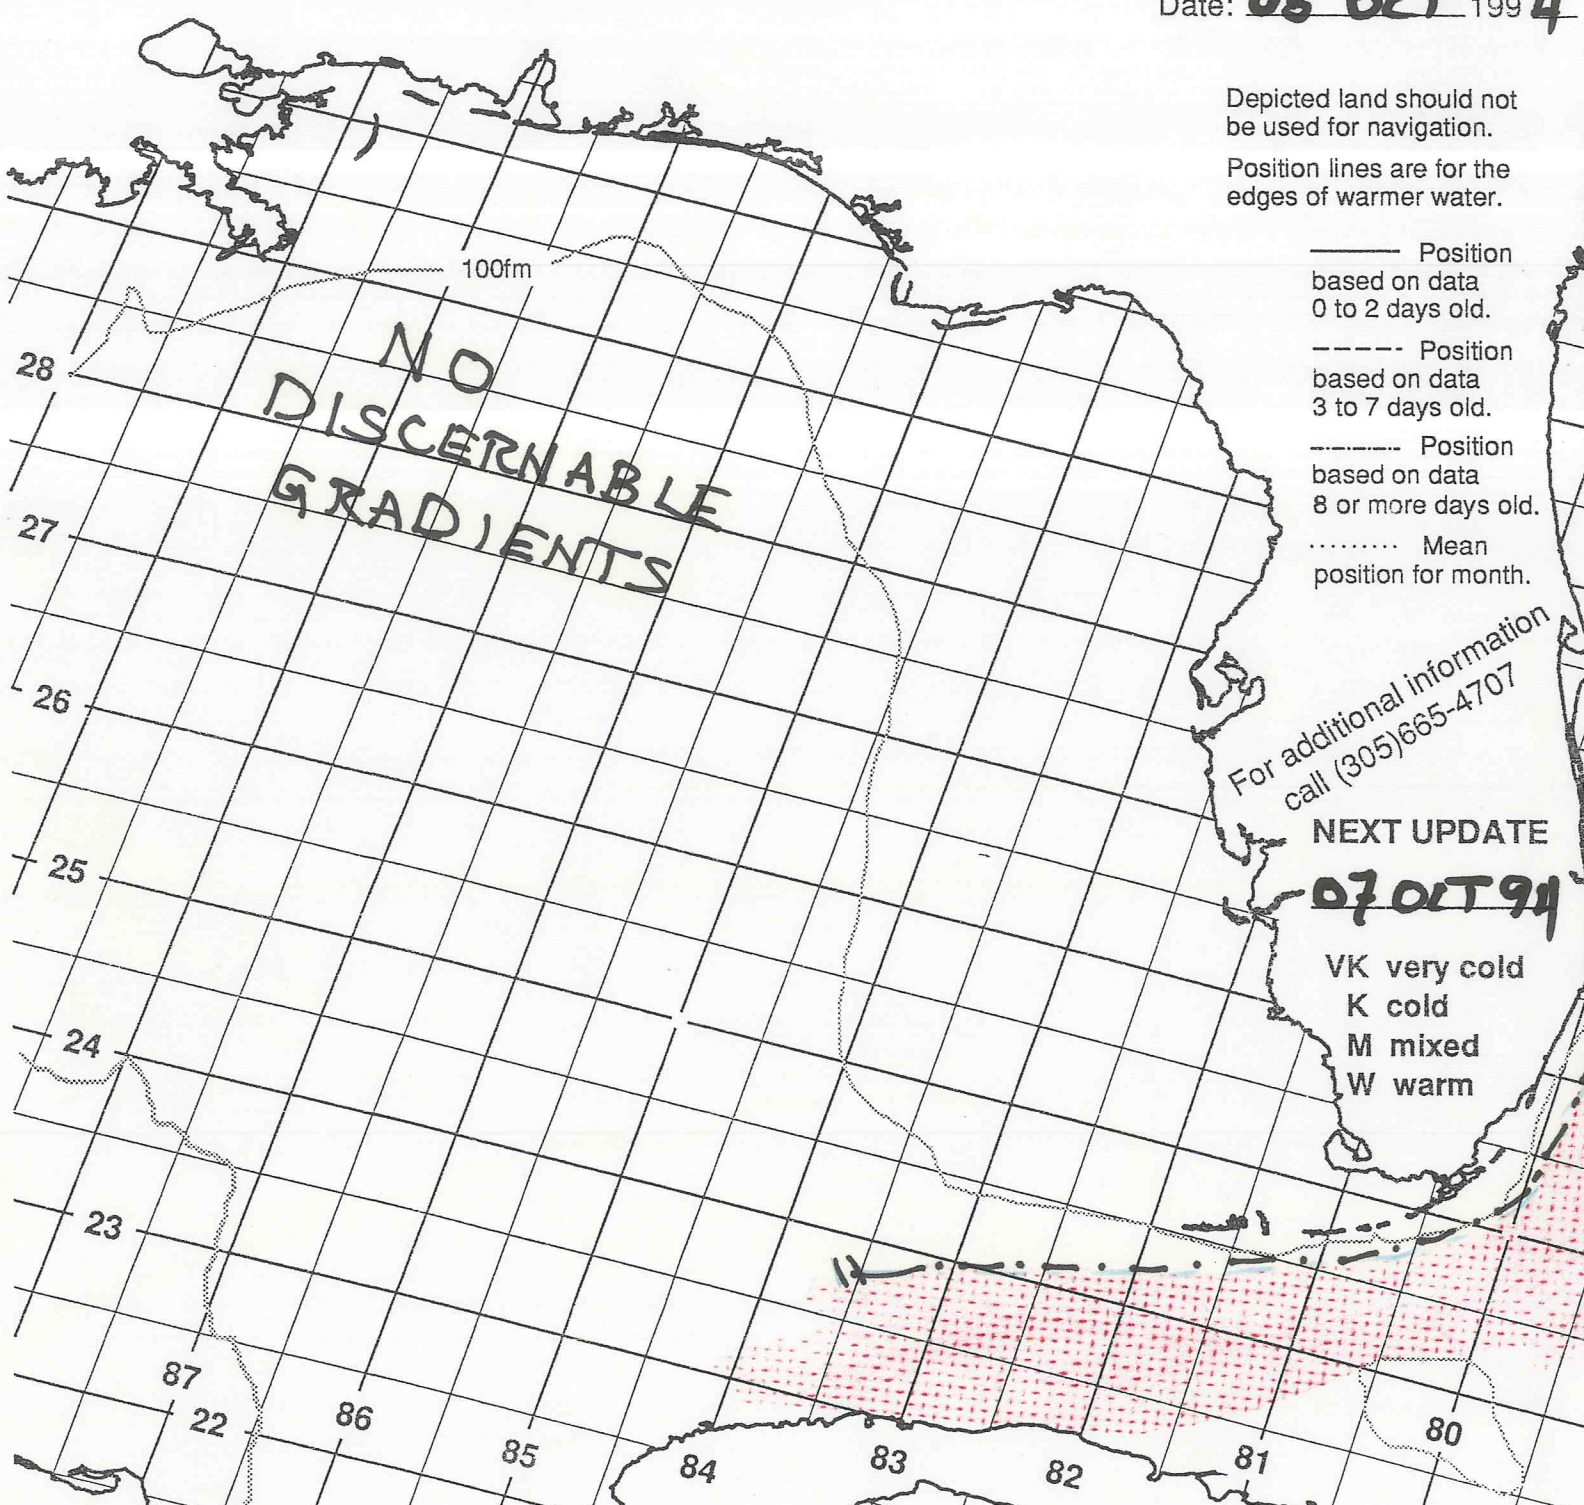 Date: 05 OCT 1994
Depicted land should not
be used for navigation.
Position lines are for the
edges of warmer water.
Position
based on data
0 to 2 days old.
Position
based on data
3 to 7 days old.
Position
based on data
8 or more days old.
Mean
position for month.
For additional information
call (305)665-4707
NEXT UPDATE
07 OCT 94
VK very cold
K cold
M mixed
W warm
100fm
NO
DISCERNABLE
GRADIENTS
28
27
26
25
24
23
22
87
86
85
84
83
82
81
80